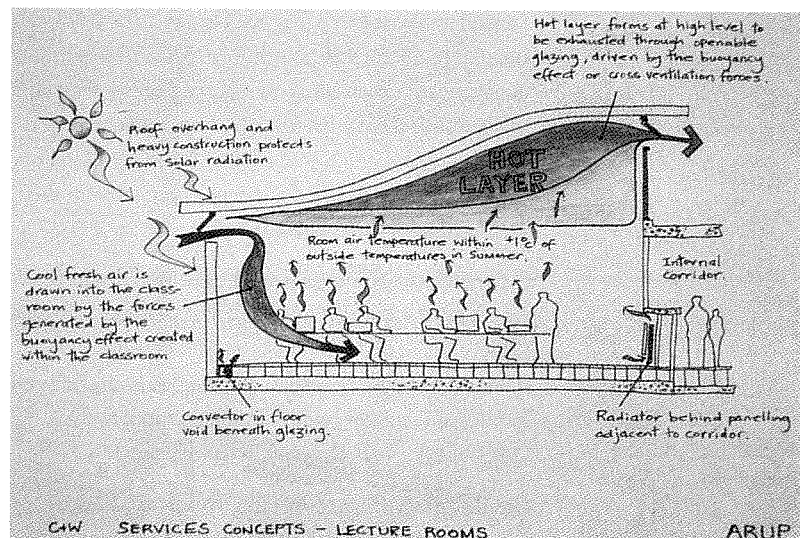 Hot layer forms at high level to
be exhausted through openable
glazing, driven by the buoyancy
effect or cross ventilation forces.
Roof overhang and
heavy construction protects
from solar radiation
HOT
LAYER
Room air temperature within +1°C of
outside temperatures in Summer.
Internal
corridor.
Cool fresh air is
drawn into the class-
room by the forces
generated by the
buoyancy effect created
within the classroom
Convector in floor
void beneath glazing.
Radiator behind panelling
adjacent to corridor.
C+W SERVICES CONCEPTS - LECTURE ROOMS
ARUP